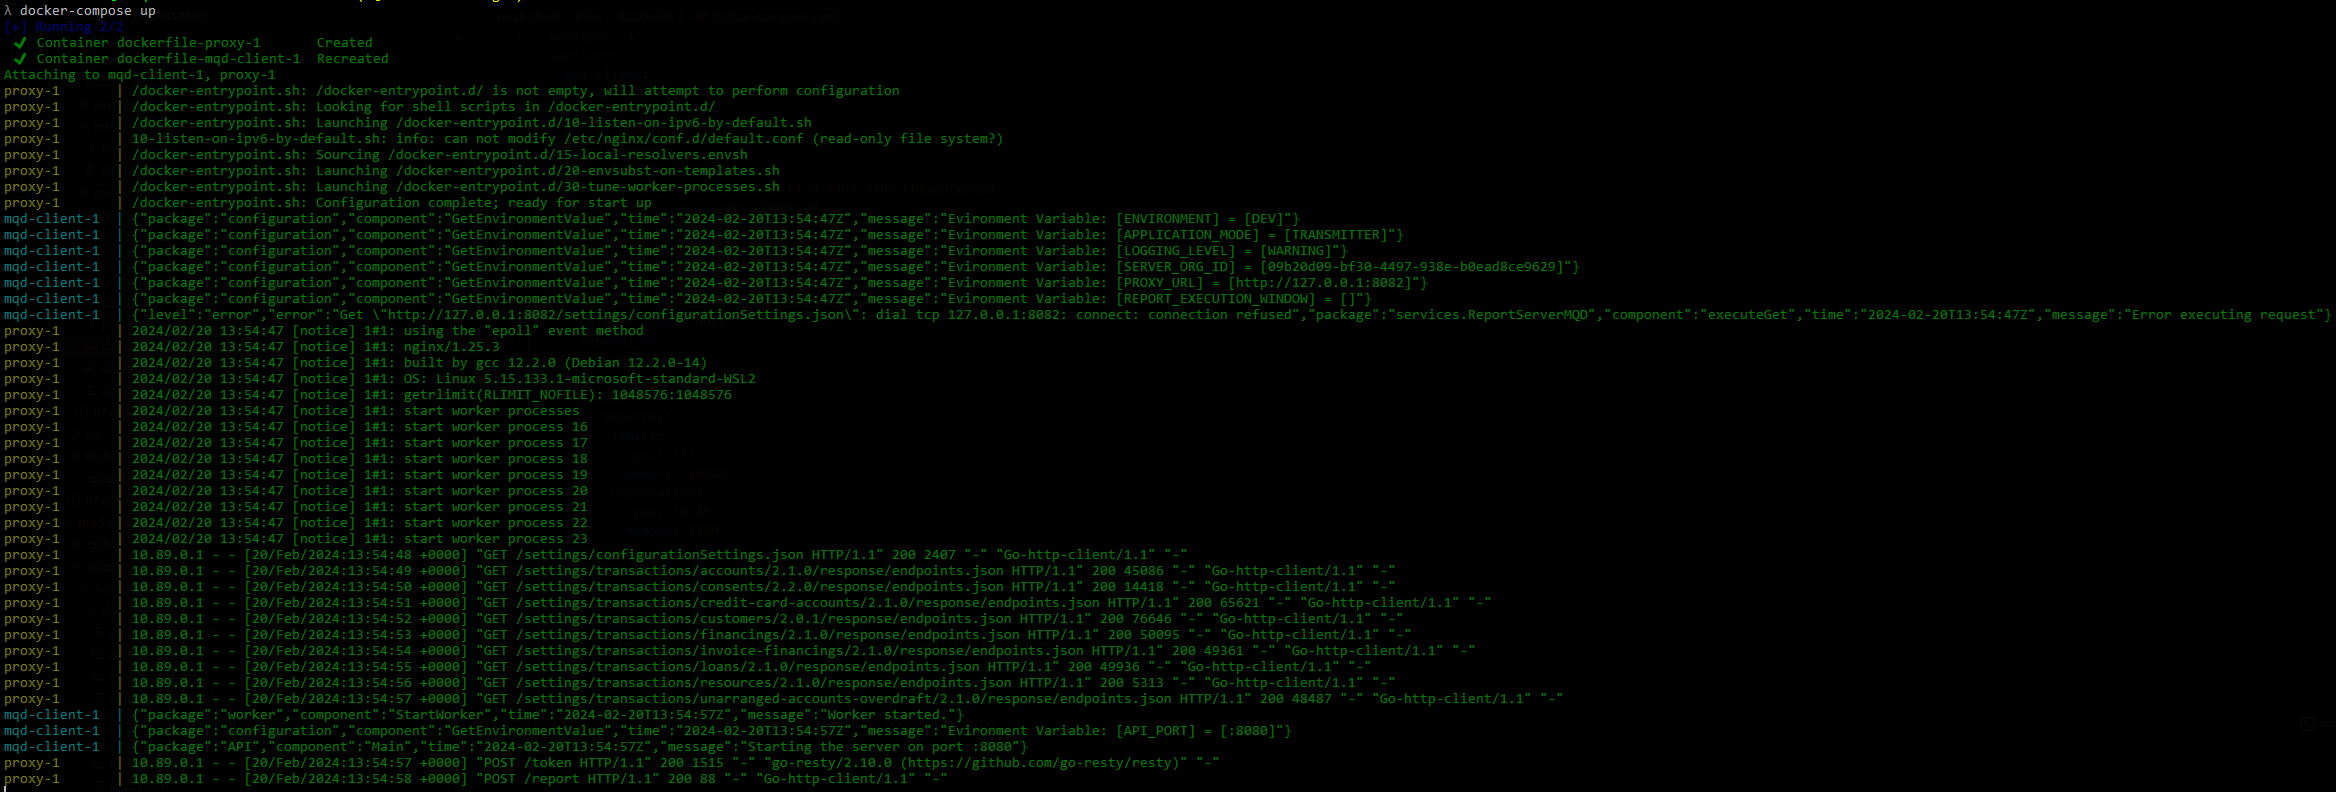 λ docker-compose up
[+] Running 2/2
✔ Container dockerfile-proxy-1       Created
✔ Container dockerfile-mqd-client-1  Recreated
Attaching to mqd-client-1, proxy-1
proxy-1       | /docker-entrypoint.sh: /docker-entrypoint.d/ is not empty, will attempt to perform configuration
proxy-1       | /docker-entrypoint.sh: Looking for shell scripts in /docker-entrypoint.d/
proxy-1       | /docker-entrypoint.sh: Launching /docker-entrypoint.d/10-listen-on-ipv6-by-default.sh
proxy-1       | 10-listen-on-ipv6-by-default.sh: info: can not modify /etc/nginx/conf.d/default.conf (read-only file system?)
proxy-1       | /docker-entrypoint.sh: Sourcing /docker-entrypoint.d/15-local-resolvers.envsh
proxy-1       | /docker-entrypoint.sh: Launching /docker-entrypoint.d/20-envsubst-on-templates.sh
proxy-1       | /docker-entrypoint.sh: Launching /docker-entrypoint.d/30-tune-worker-processes.sh
proxy-1       | /docker-entrypoint.sh: Configuration complete; ready for start up
mqd-client-1  | {"package":"configuration","component":"GetEnvironmentValue","time":"2024-02-20T13:54:47Z","message":"Evironment Variable: [ENVIRONMENT] = [DEV]"}
mqd-client-1  | {"package":"configuration","component":"GetEnvironmentValue","time":"2024-02-20T13:54:47Z","message":"Evironment Variable: [APPLICATION_MODE] = [TRANSMITTER]"}
mqd-client-1  | {"package":"configuration","component":"GetEnvironmentValue","time":"2024-02-20T13:54:47Z","message":"Evironment Variable: [LOGGING_LEVEL] = [WARNING]"}
mqd-client-1  | {"package":"configuration","component":"GetEnvironmentValue","time":"2024-02-20T13:54:47Z","message":"Evironment Variable: [SERVER_ORG_ID] = [09b20d09-bf30-4497-938e-b0ead8ce9629]"}
mqd-client-1  | {"package":"configuration","component":"GetEnvironmentValue","time":"2024-02-20T13:54:47Z","message":"Evironment Variable: [PROXY_URL] = [http://127.0.0.1:8082]"}
mqd-client-1  | {"package":"configuration","component":"GetEnvironmentValue","time":"2024-02-20T13:54:47Z","message":"Evironment Variable: [REPORT_EXECUTION_WINDOW] = []"}
mqd-client-1  | {"level":"error","error":"Get \"http://127.0.0.1:8082/settings/configurationSettings.json\": dial tcp 127.0.0.1:8082: connect: connection refused","package":"services.ReportServerMQD","component":"executeGet","time":"2024-02-20T13:54:47Z","message":"Error executing request"}
proxy-1       | 2024/02/20 13:54:47 [notice] 1#1: using the "epoll" event method
proxy-1       | 2024/02/20 13:54:47 [notice] 1#1: nginx/1.25.3
proxy-1       | 2024/02/20 13:54:47 [notice] 1#1: built by gcc 12.2.0 (Debian 12.2.0-14)
proxy-1       | 2024/02/20 13:54:47 [notice] 1#1: OS: Linux 5.15.133.1-microsoft-standard-WSL2
proxy-1       | 2024/02/20 13:54:47 [notice] 1#1: getrlimit(RLIMIT_NOFILE): 1048576:1048576
proxy-1       | 2024/02/20 13:54:47 [notice] 1#1: start worker processes
proxy-1       | 2024/02/20 13:54:47 [notice] 1#1: start worker process 16
proxy-1       | 2024/02/20 13:54:47 [notice] 1#1: start worker process 17
proxy-1       | 2024/02/20 13:54:47 [notice] 1#1: start worker process 18
proxy-1       | 2024/02/20 13:54:47 [notice] 1#1: start worker process 19
proxy-1       | 2024/02/20 13:54:47 [notice] 1#1: start worker process 20
proxy-1       | 2024/02/20 13:54:47 [notice] 1#1: start worker process 21
proxy-1       | 2024/02/20 13:54:47 [notice] 1#1: start worker process 22
proxy-1       | 2024/02/20 13:54:47 [notice] 1#1: start worker process 23
proxy-1       | 10.89.0.1 - - [20/Feb/2024:13:54:48 +0000] "GET /settings/configurationSettings.json HTTP/1.1" 200 2407 "-" "Go-http-client/1.1" "-"
proxy-1       | 10.89.0.1 - - [20/Feb/2024:13:54:49 +0000] "GET /settings/transactions/accounts/2.1.0/response/endpoints.json HTTP/1.1" 200 45086 "-" "Go-http-client/1.1" "-"
proxy-1       | 10.89.0.1 - - [20/Feb/2024:13:54:50 +0000] "GET /settings/transactions/consents/2.2.0/response/endpoints.json HTTP/1.1" 200 14418 "-" "Go-http-client/1.1" "-"
proxy-1       | 10.89.0.1 - - [20/Feb/2024:13:54:51 +0000] "GET /settings/transactions/credit-card-accounts/2.1.0/response/endpoints.json HTTP/1.1" 200 65621 "-" "Go-http-client/1.1" "-"
proxy-1       | 10.89.0.1 - - [20/Feb/2024:13:54:52 +0000] "GET /settings/transactions/customers/2.0.1/response/endpoints.json HTTP/1.1" 200 76646 "-" "Go-http-client/1.1" "-"
proxy-1       | 10.89.0.1 - - [20/Feb/2024:13:54:53 +0000] "GET /settings/transactions/financings/2.1.0/response/endpoints.json HTTP/1.1" 200 50095 "-" "Go-http-client/1.1" "-"
proxy-1       | 10.89.0.1 - - [20/Feb/2024:13:54:54 +0000] "GET /settings/transactions/invoice-financings/2.1.0/response/endpoints.json HTTP/1.1" 200 49361 "-" "Go-http-client/1.1" "-"
proxy-1       | 10.89.0.1 - - [20/Feb/2024:13:54:55 +0000] "GET /settings/transactions/loans/2.1.0/response/endpoints.json HTTP/1.1" 200 49936 "-" "Go-http-client/1.1" "-"
proxy-1       | 10.89.0.1 - - [20/Feb/2024:13:54:56 +0000] "GET /settings/transactions/resources/2.1.0/response/endpoints.json HTTP/1.1" 200 5313 "-" "Go-http-client/1.1" "-"
proxy-1       | 10.89.0.1 - - [20/Feb/2024:13:54:57 +0000] "GET /settings/transactions/unarranged-accounts-overdraft/2.1.0/response/endpoints.json HTTP/1.1" 200 48487 "-" "Go-http-client/1.1" "-"
mqd-client-1  | {"package":"worker","component":"StartWorker","time":"2024-02-20T13:54:57Z","message":"Worker started."}
mqd-client-1  | {"package":"configuration","component":"GetEnvironmentValue","time":"2024-02-20T13:54:57Z","message":"Evironment Variable: [API_PORT] = [:8080]"}
mqd-client-1  | {"package":"API","component":"Main","time":"2024-02-20T13:54:57Z","message":"Starting the server on port :8080"}
proxy-1       | 10.89.0.1 - - [20/Feb/2024:13:54:57 +0000] "POST /token HTTP/1.1" 200 1515 "-" "go-resty/2.10.0 (https://github.com/go-resty/resty)" "-"
proxy-1       | 10.89.0.1 - - [20/Feb/2024:13:54:58 +0000] "POST /report HTTP/1.1" 200 88 "-" "Go-http-client/1.1" "-"